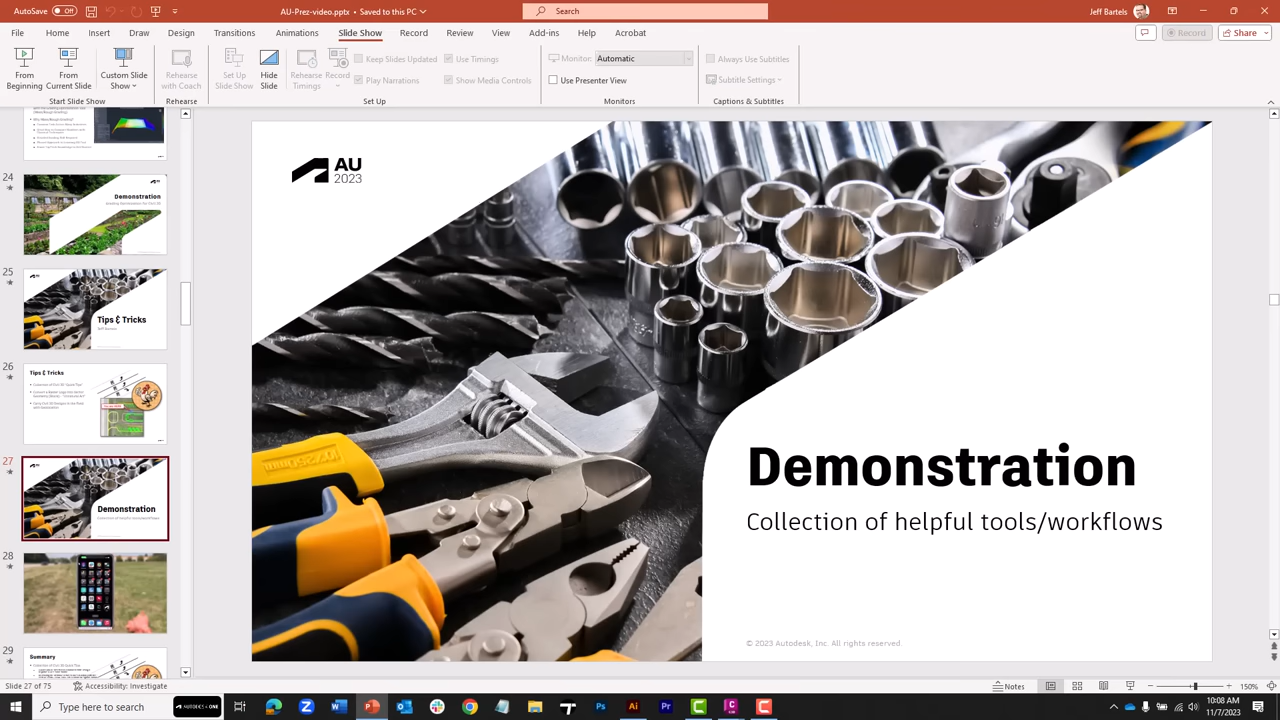 AutoSave
Off
AU-2023-video.pptx • Saved to this PC
Search
Jeff Bartels
File
Home
Insert
Draw
Design
Transitions
Animations
Slide Show
Record
Review
View
Add-ins
Help
Acrobat
Record
Share
From
Beginning
From
Current Slide
Custom Slide
Show
Start Slide Show
Rehearse
with Coach
Rehearse
Set Up
Slide Show
Hide
Slide
Rehearse
Timings
Record
Keep Slides Updated
Play Narrations
Use Timings
Show Media Controls
Set Up
Monitor:
Automatic
Use Presenter View
Monitors
Always Use Subtitles
Subtitle Settings
Captions & Subtitles
24
Demonstration
25
Tips & Tricks
26
Tips & Tricks
27
Demonstration
28
29
Summary
AU
2023
Demonstration
Collection of helpful tools/workflows
© 2023 Autodesk, Inc. All rights reserved
Slide 27 of 75
Accessibility: Investigate
Notes
150%
Type here to search
AUTODESK ONE
10:08 AM
11/7/2023